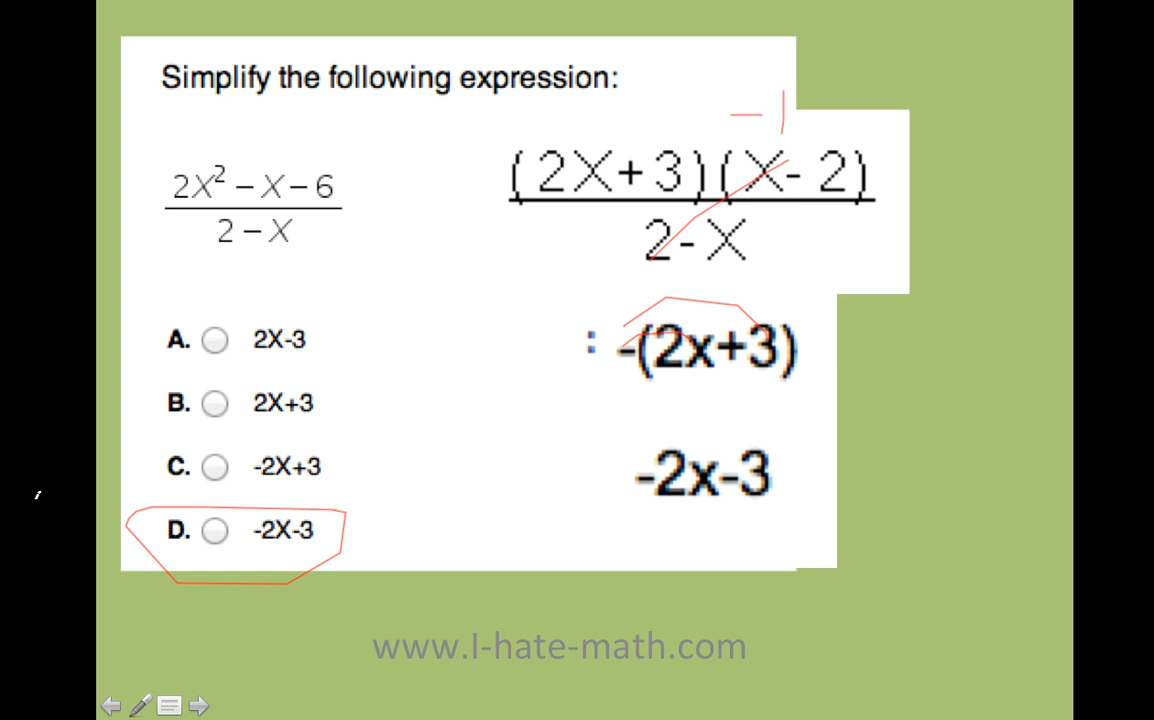 Simplify the following expression:
2X² – X – 6
2 – X
A. 2X-3
B. 2X+3
C. -2X+3
D. -2X-3
– 1
(2X+3)(X-2)
2-X
: -(2x+3)
-2x-3
www.I-hate-math.com